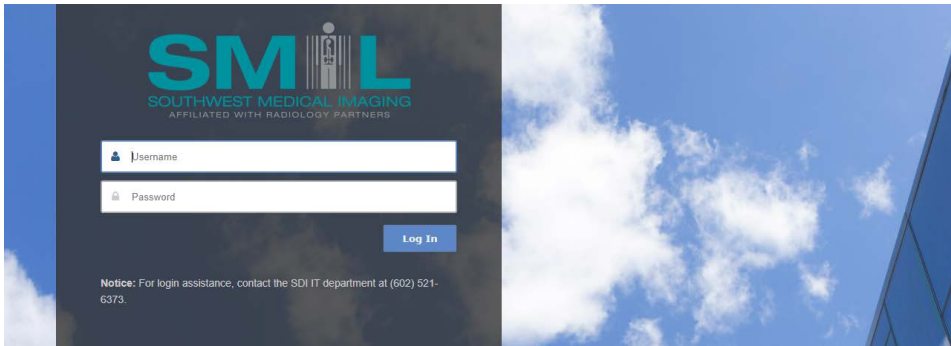 SMIL
SOUTHWEST MEDICAL IMAGING
AFFILIATED WITH RADIOLOGY PARTNERS
Username
Password
Log In
Notice: For login assistance, contact the SDI IT department at (602) 521-
6373.